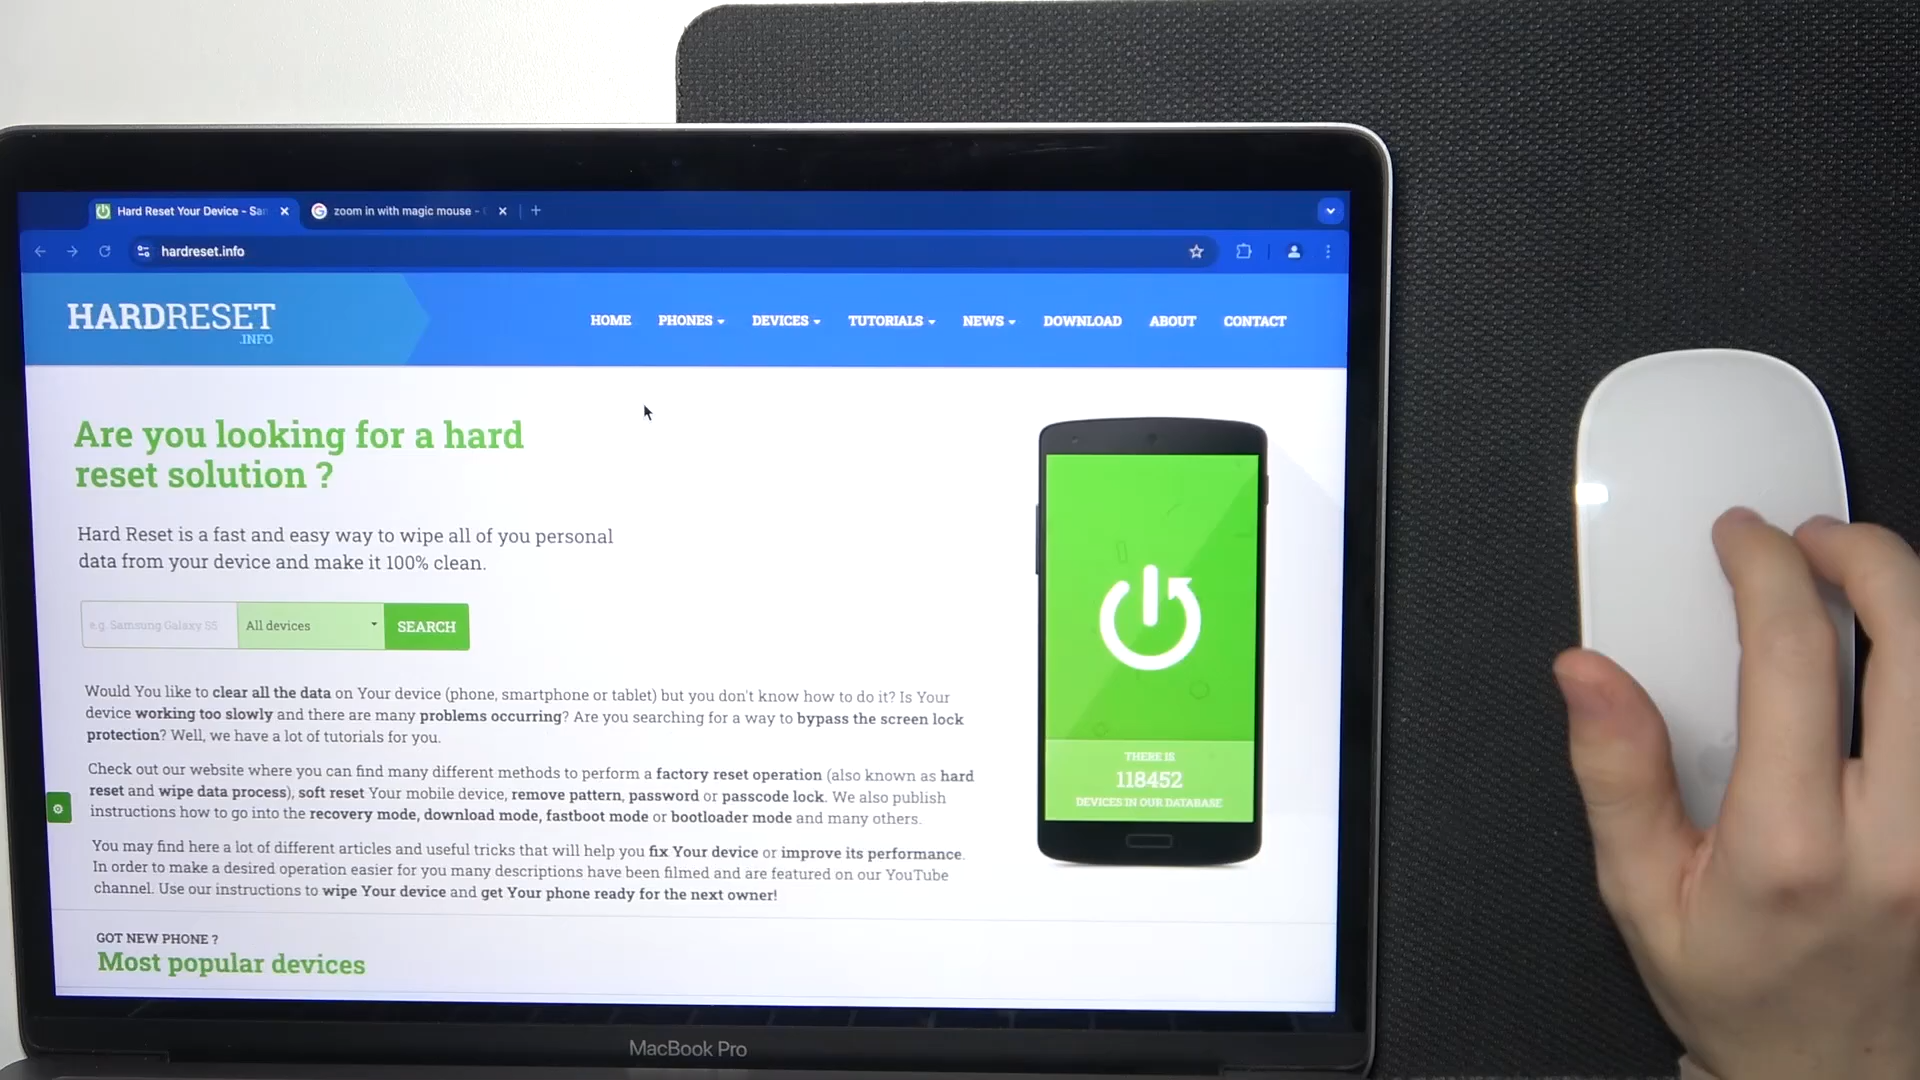 Hard Reset Your Device - Sam
zoom in with magic mouse -
hardreset.info
HARDRESET
.INFO
HOME PHONES DEVICES TUTORIALS NEWS DOWNLOAD ABOUT CONTACT
Are you looking for a hard
reset solution ?
Hard Reset is a fast and easy way to wipe all of you personal
data from your device and make it 100% clean.
e.g. Samsung Galaxy S5 All devices SEARCH
Would You like to clear all the data on Your device (phone, smartphone or tablet) but you don't know how to do it? Is Your
device working too slowly and there are many problems occurring? Are you searching for a way to bypass the screen lock
protection? Well, we have a lot of tutorials for you.
Check out our website where you can find many different methods to perform a factory reset operation (also known as hard
reset and wipe data process), soft reset Your mobile device, remove pattern, password or passcode lock. We also publish
instructions how to go into the recovery mode, download mode, fastboot mode or bootloader mode and many others.
You may find here a lot of different articles and useful tricks that will help you fix Your device or improve its performance.
In order to make a desired operation easier for you many descriptions have been filmed and are featured on our YouTube
channel. Use our instructions to wipe Your device and get Your phone ready for the next owner!
THERE IS
118452
DEVICES IN OUR DATABASE
GOT NEW PHONE ?
Most popular devices
MacBook Pro